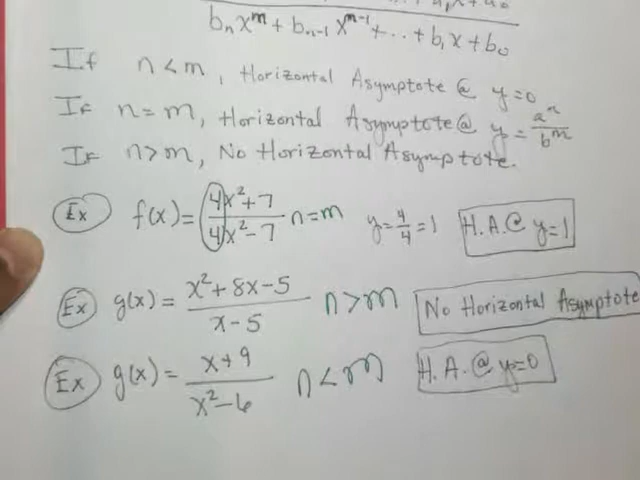 bₙxᵐ + bₙ₋₁xᵐ⁻¹ + ... + b₁x + b₀
If n < m, Horizontal Asymptote @ y=0
If n = m, Horizontal Asymptote @ y = aⁿ/bᵐ
If n > m, No Horizontal Asymptote.
Ex f(x) = (4x²+7)/(4x²-7) n=m y = 4/4 = 1 H.A. @ y=1
Ex g(x) = (x²+8x-5)/(x-5) n>m No Horizontal Asymptote
Ex g(x) = (x+9)/(x²-6) n<m H.A. @ y=0